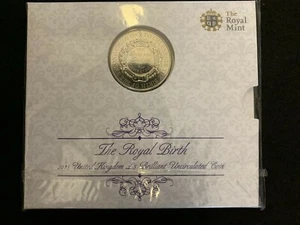 The
Royal
Mint
The Royal Birth
United Kingdom £5 Brilliant Uncirculated Coin